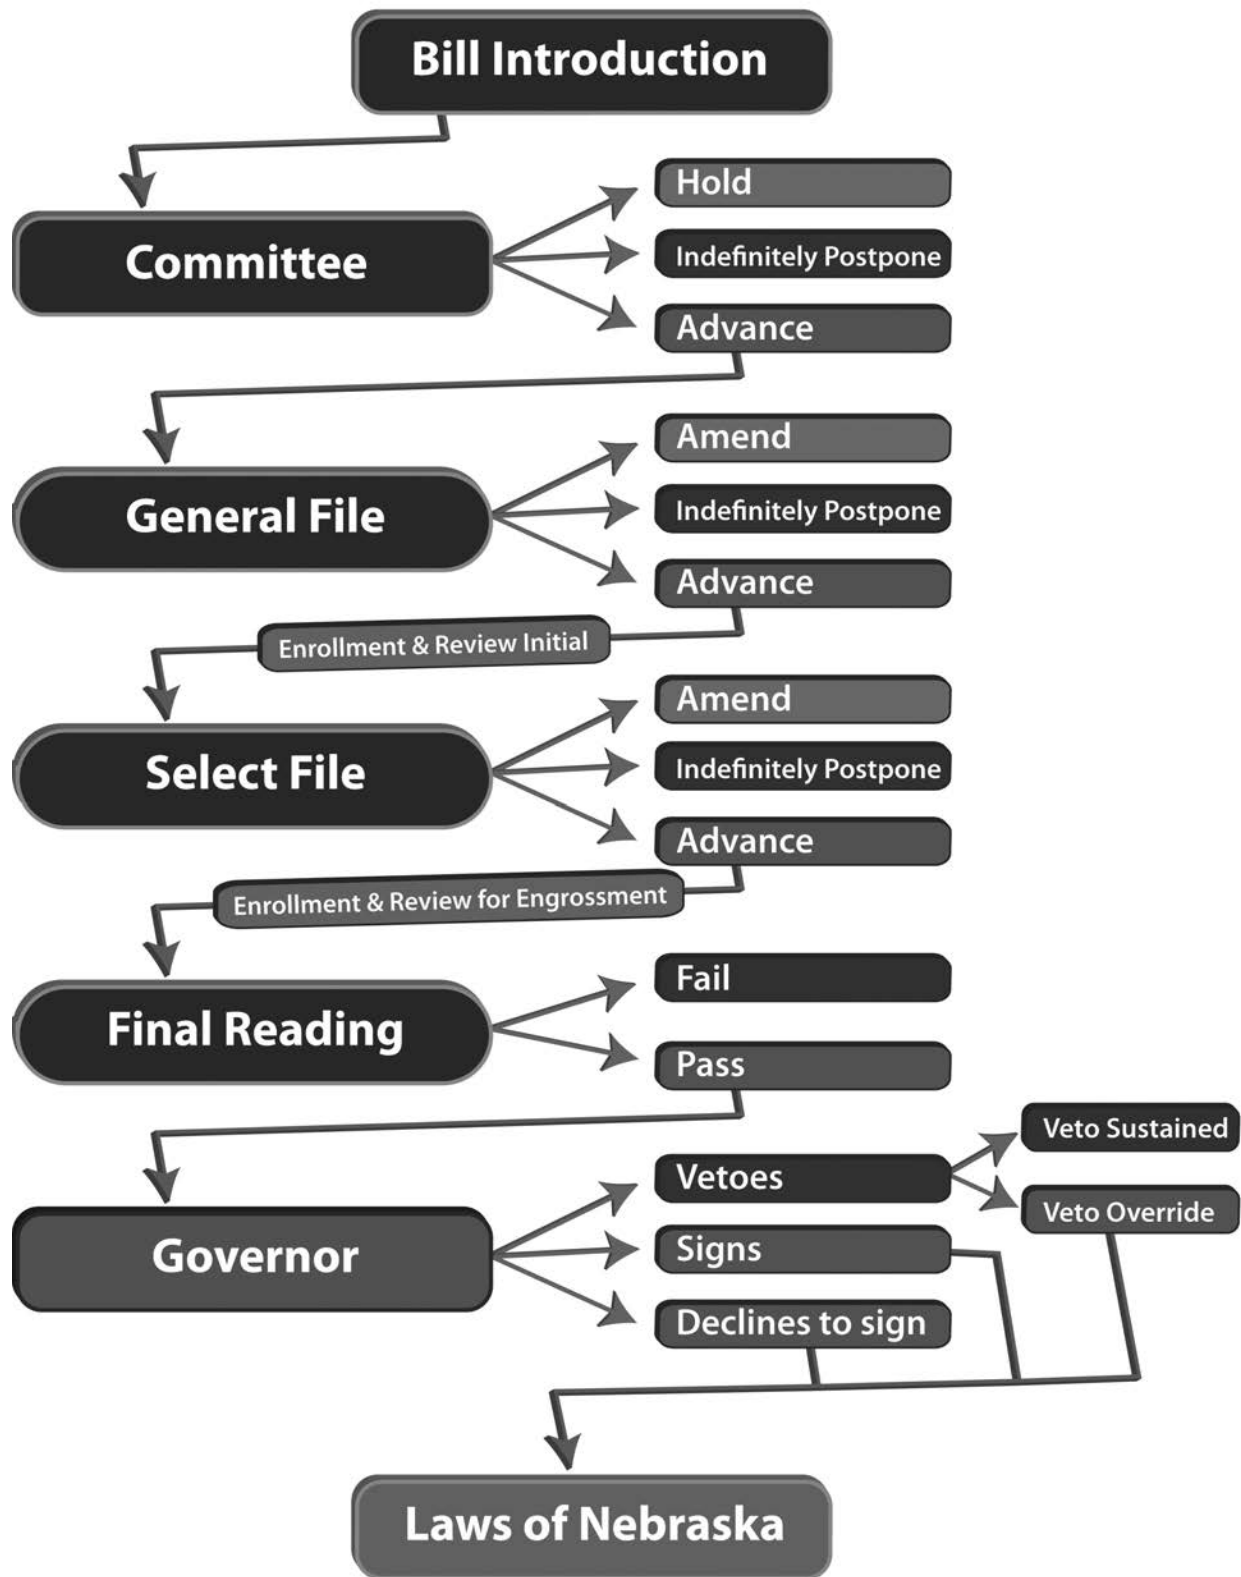 Bill Introduction
Committee
Hold
Indefinitely Postpone
Advance
General File
Amend
Indefinitely Postpone
Advance
Enrollment & Review Initial
Select File
Amend
Indefinitely Postpone
Advance
Enrollment & Review for Engrossment
Final Reading
Fail
Pass
Governor
Vetoes
Veto Sustained
Veto Override
Signs
Declines to sign
Laws of Nebraska